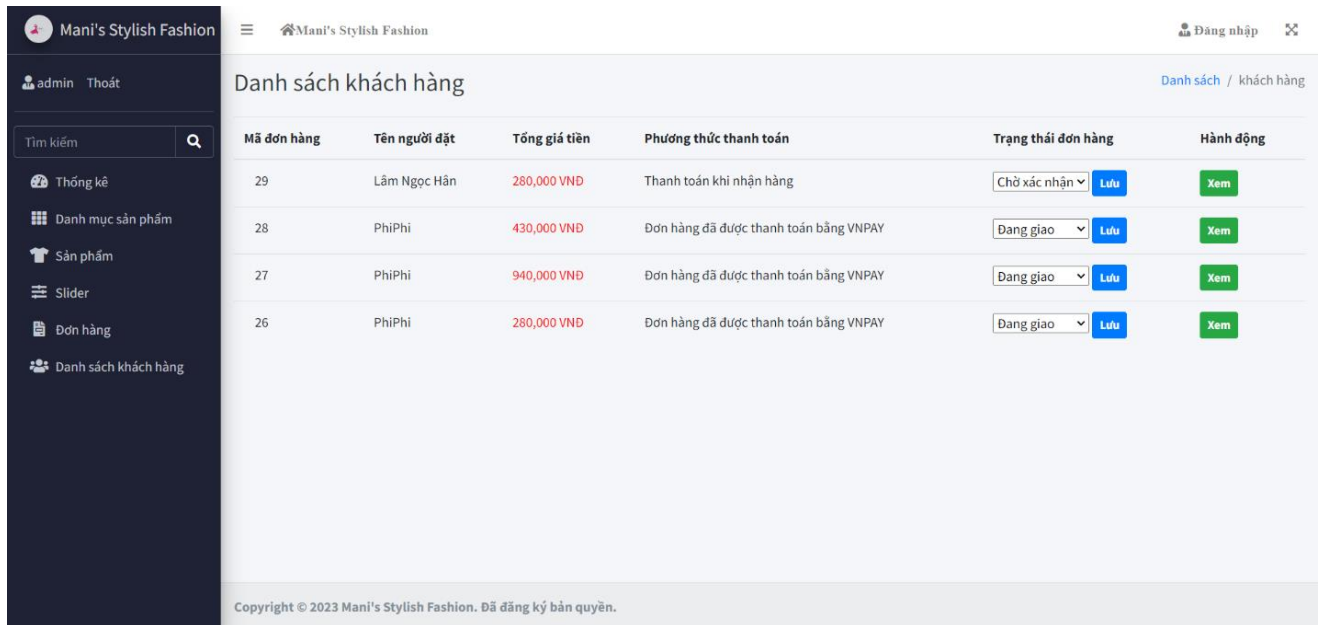 Mani's Stylish Fashion
Mani's Stylish Fashion
Đăng nhập
admin Thoát
Danh sách khách hàng
Danh sách / khách hàng
Tìm kiếm
Mã đơn hàng Tên người đặt Tổng giá tiền Phương thức thanh toán Trạng thái đơn hàng Hành động
29 Lâm Ngọc Hân 280,000 VNĐ Thanh toán khi nhận hàng Chờ xác nhận Lưu Xem
28 PhiPhi 430,000 VNĐ Đơn hàng đã được thanh toán bằng VNPAY Đang giao Lưu Xem
27 PhiPhi 940,000 VNĐ Đơn hàng đã được thanh toán bằng VNPAY Đang giao Lưu Xem
26 PhiPhi 280,000 VNĐ Đơn hàng đã được thanh toán bằng VNPAY Đang giao Lưu Xem
Thống kê
Danh mục sản phẩm
Sản phẩm
Slider
Đơn hàng
Danh sách khách hàng
Copyright © 2023 Mani's Stylish Fashion. Đã đăng ký bản quyền.